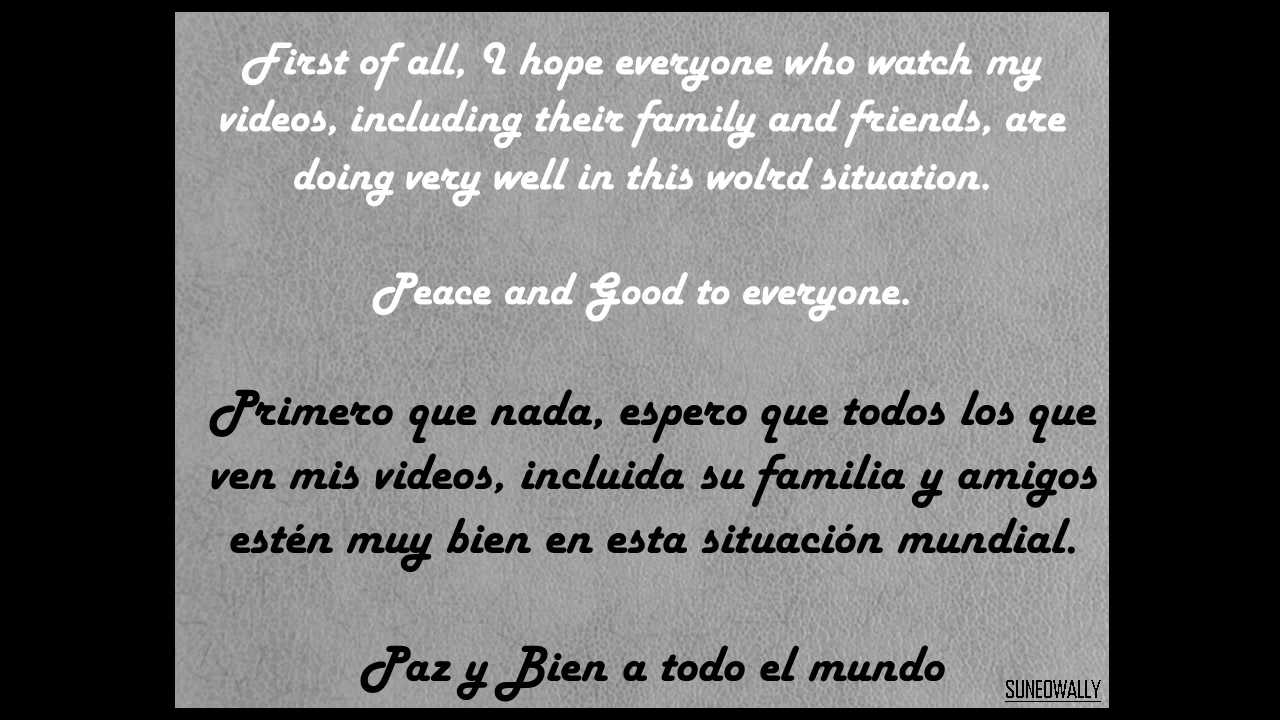 First of all, I hope everyone who watch my
videos, including their family and friends, are
doing very well in this wolrd situation.
Peace and Good to everyone.
Primero que nada, espero que todos los que
ven mis videos, incluida su familia y amigos
estén muy bien en esta situación mundial.
Paz y Bien a todo el mundo
SUNEOWALLY